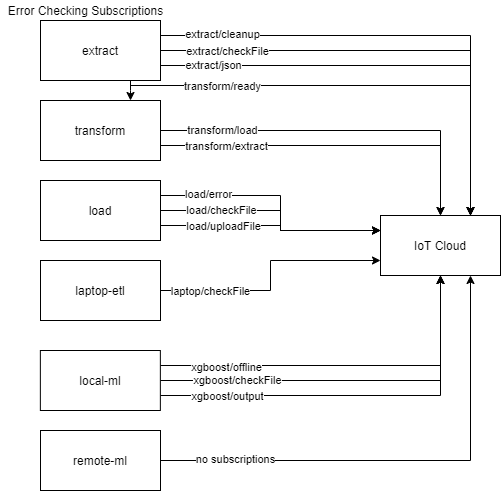 Error Checking Subscriptions
extract
extract/cleanup
extract/checkFile
extract/json
transform/ready
transform
transform/load
transform/extract
load
load/error
load/checkFile
load/uploadFile
IoT Cloud
laptop-etl
laptop/checkFile
local-ml
xgboost/offline
xgboost/checkFile
xgboost/output
remote-ml
no subscriptions